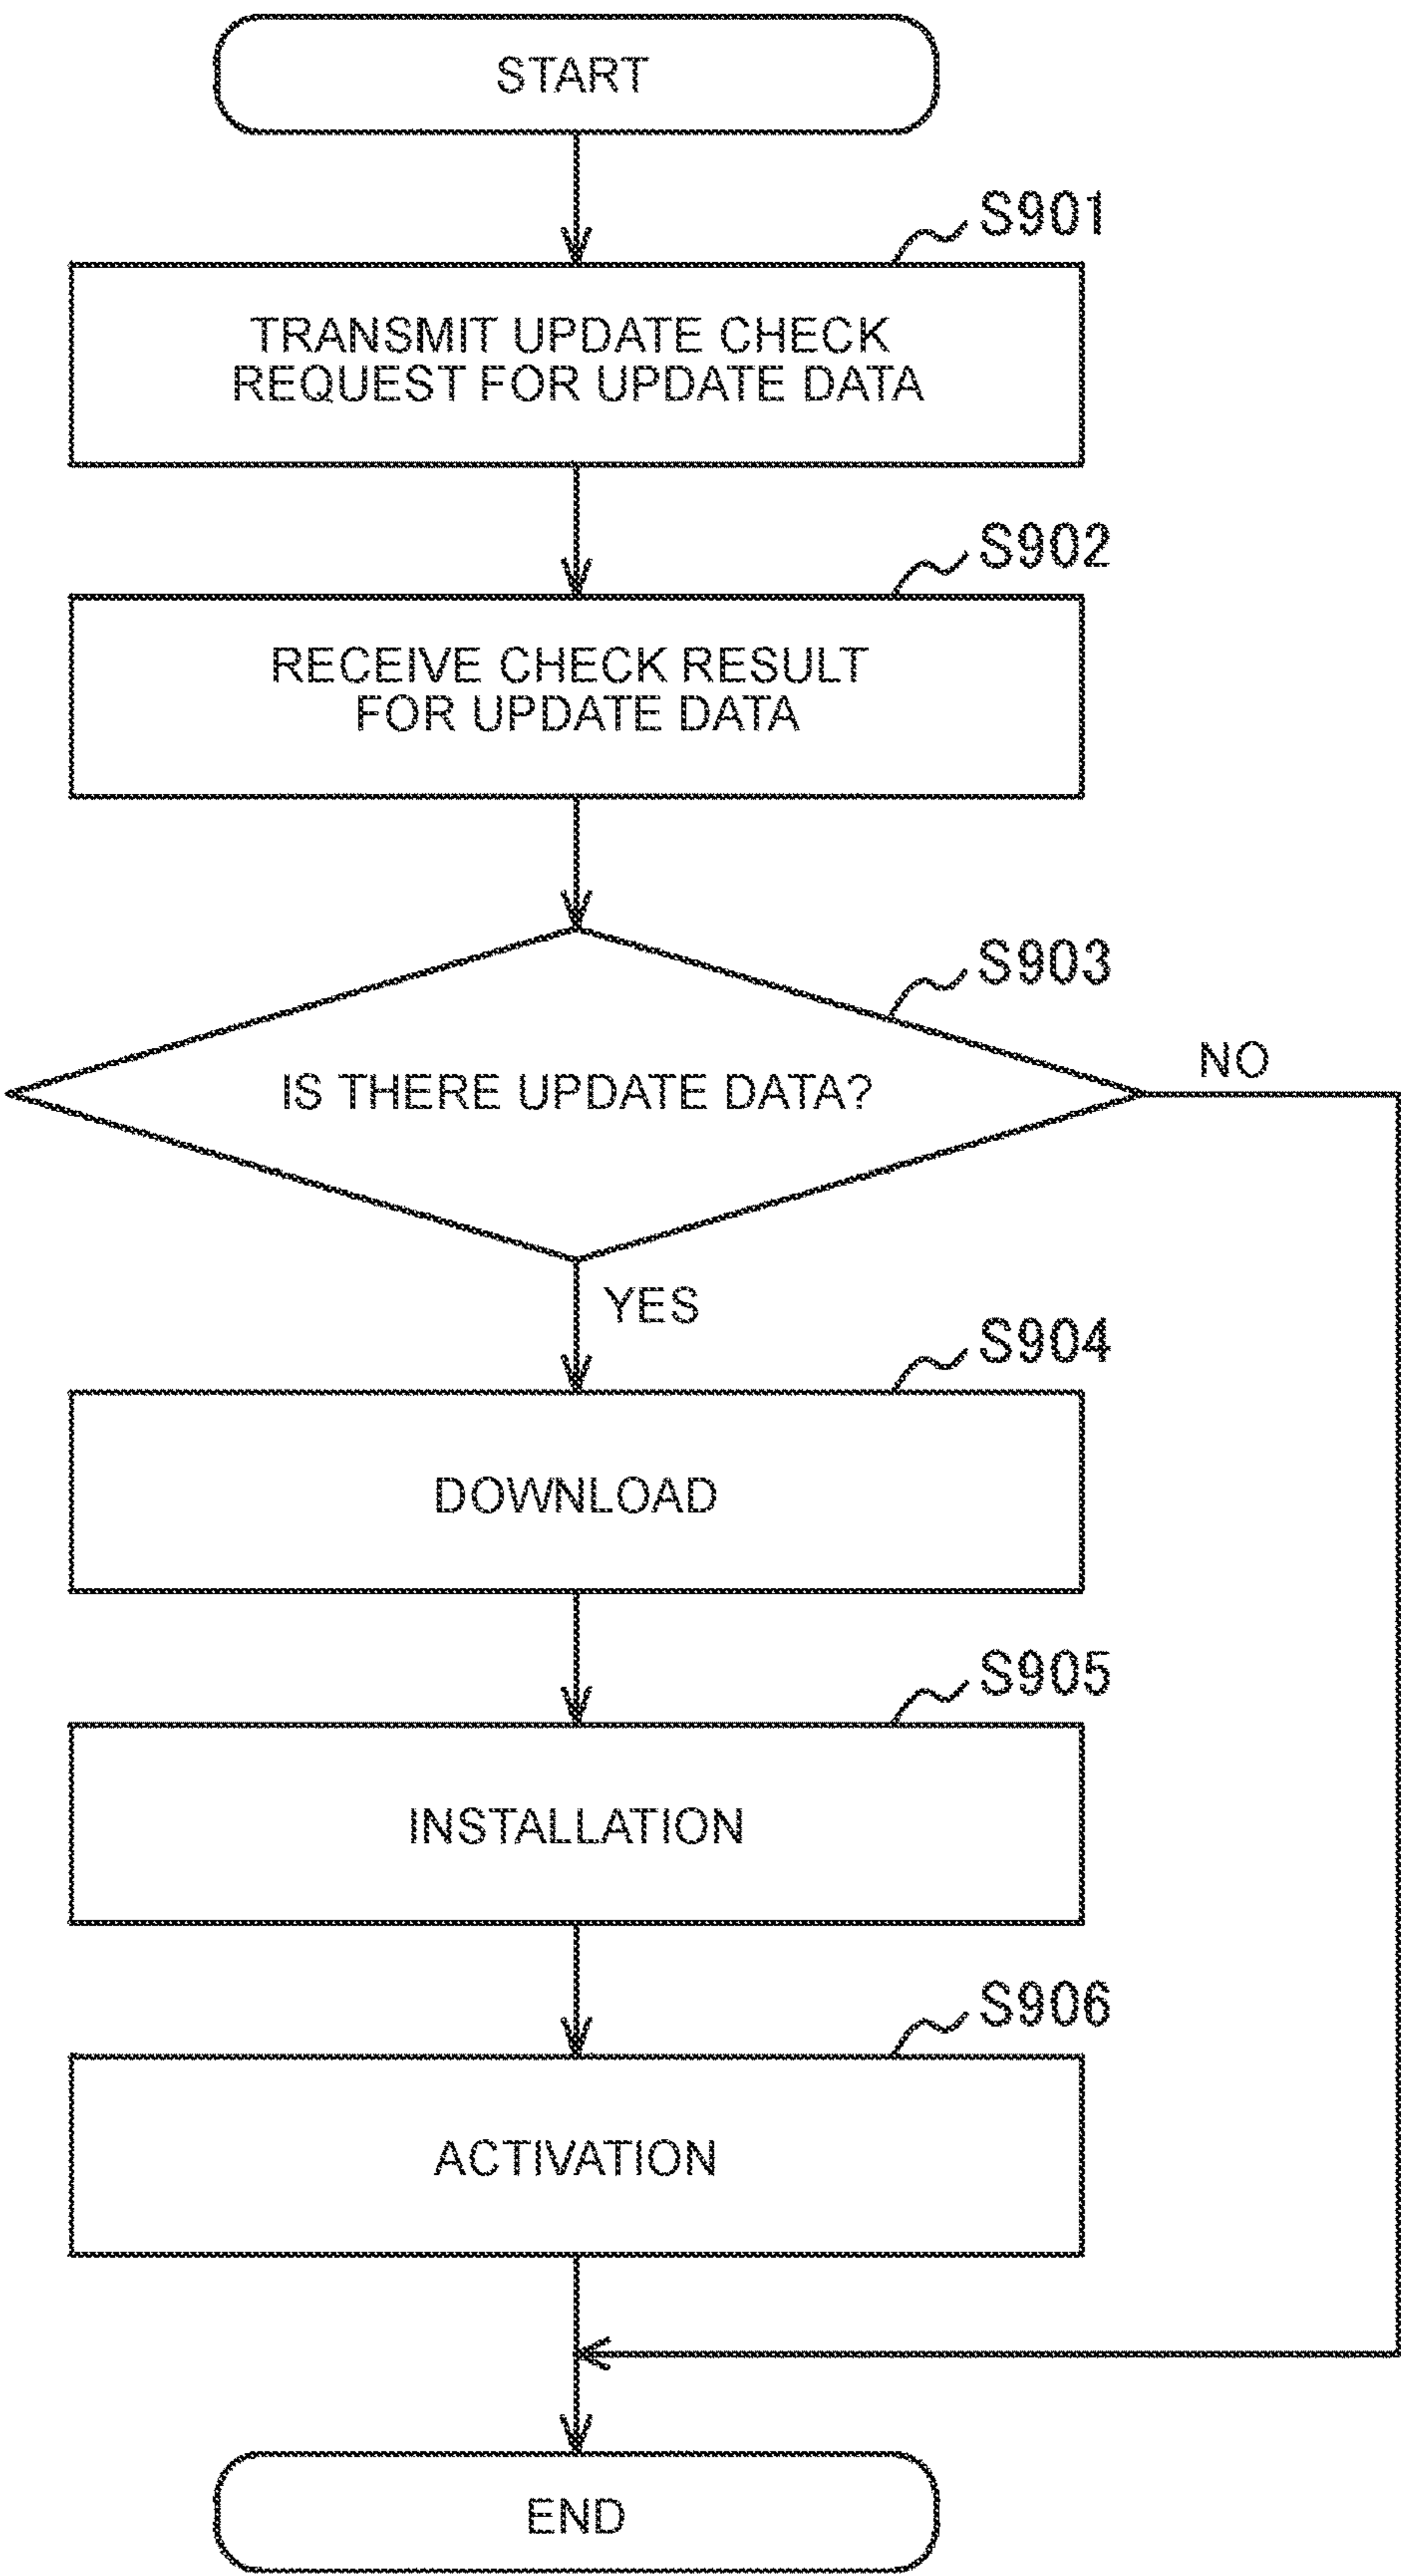 START
S901
TRANSMIT UPDATE CHECK
REQUEST FOR UPDATE DATA
S902
RECEIVE CHECK RESULT
FOR UPDATE DATA
S903
IS THERE UPDATE DATA?
NO
YES
S904
DOWNLOAD
S905
INSTALLATION
S906
ACTIVATION
END